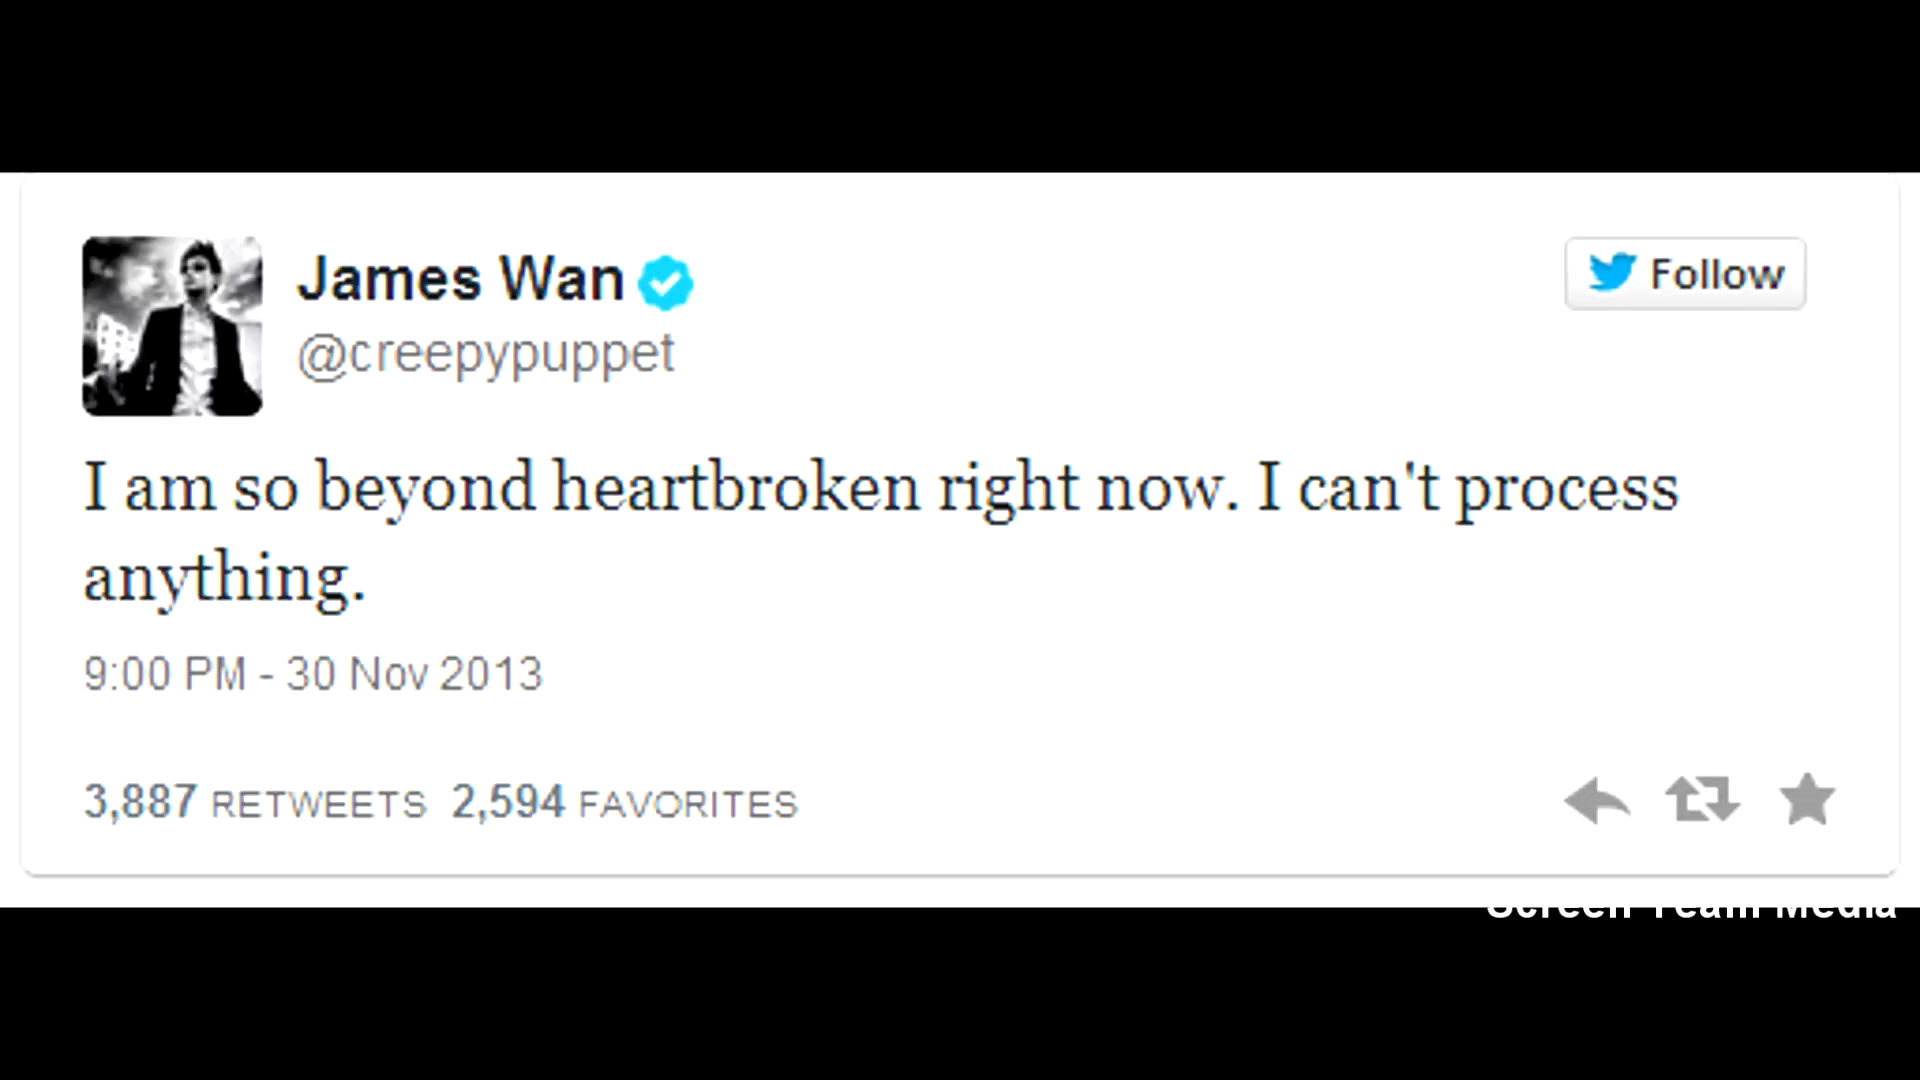 James Wan
@creepypuppet
Follow
I am so beyond heartbroken right now. I can't process
anything.
9:00 PM - 30 Nov 2013
3,887 RETWEETS 2,594 FAVORITES
Screen Team Media